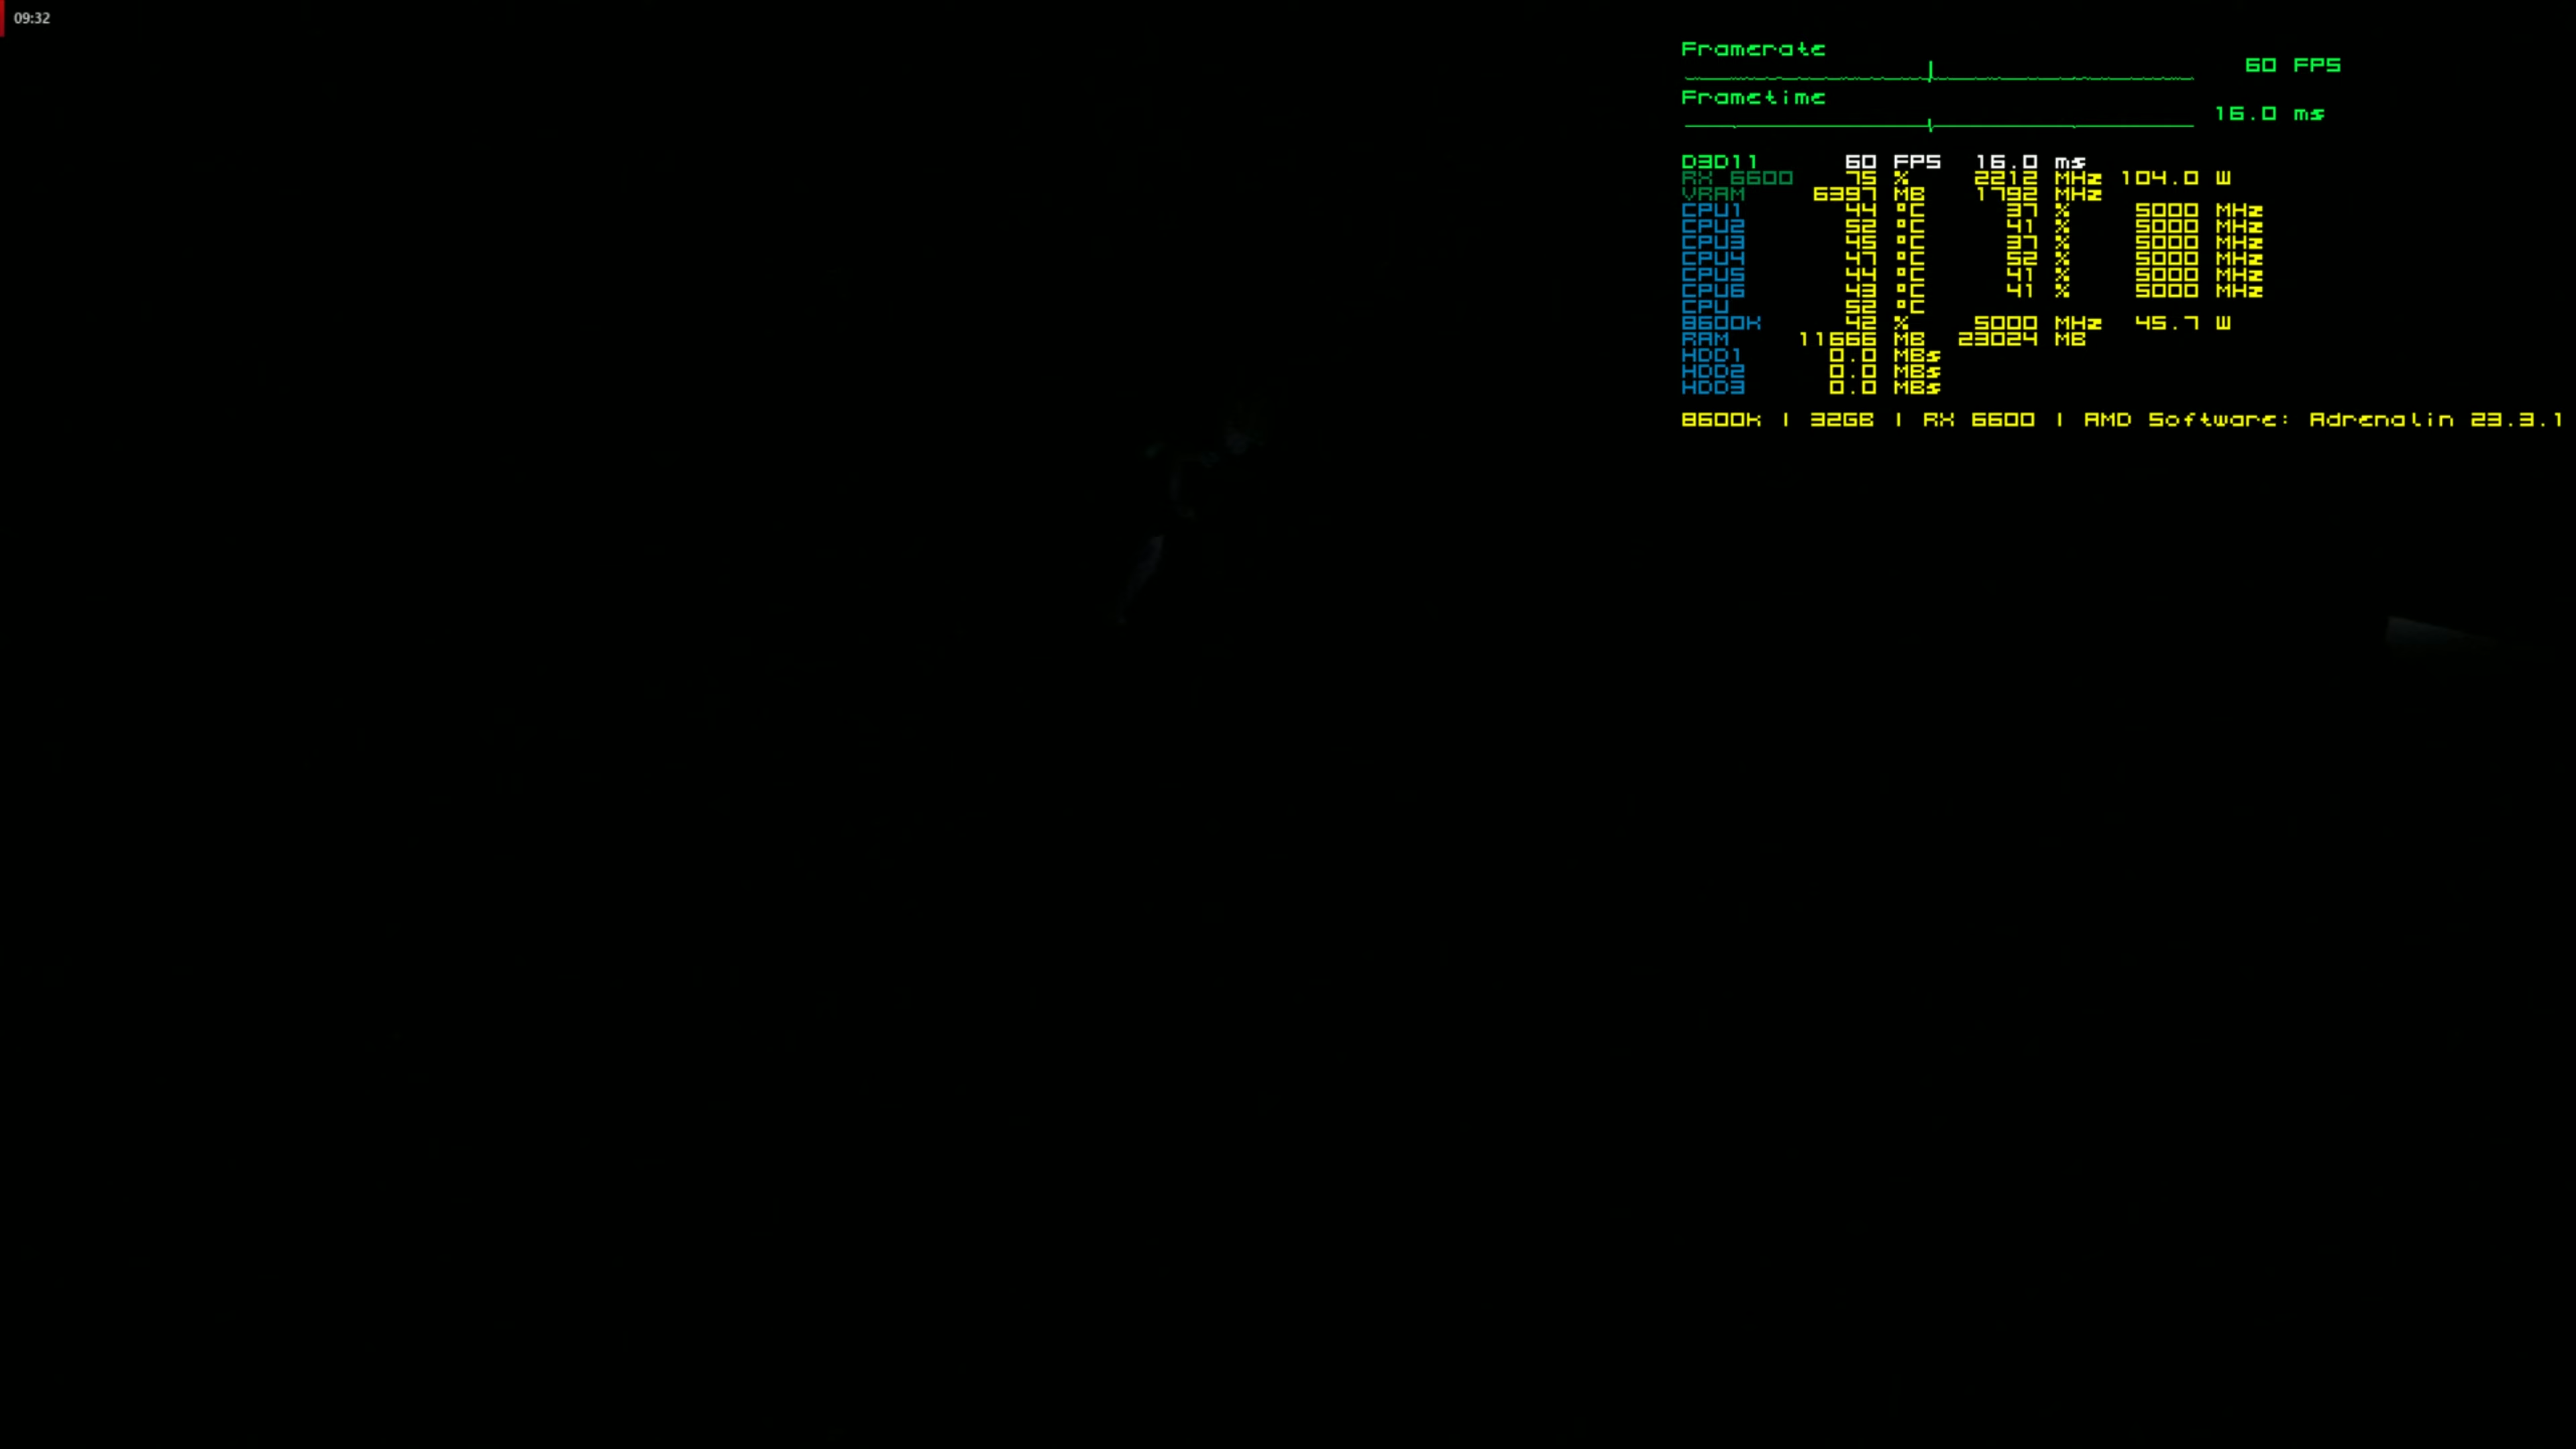 09:32
Framerate
60 FPS
Frametime
16.0 ms
D3D11 60 FPS 16.0 ms
RX 6600 75 % 2212 MHz 104.0 W
VRAM 6397 MB 1792 MHz
CPU1 44 °C 37 % 5000 MHz
CPU2 52 °C 41 % 5000 MHz
CPU3 45 °C 37 % 5000 MHz
CPU4 47 °C 52 % 5000 MHz
CPU5 44 °C 41 % 5000 MHz
CPU6 43 °C 41 % 5000 MHz
CPU 52 °C
8600K 42 % 5000 MHz 45.7 W
RAM 11666 MB 23024 MB
HDD1 0.0 MBs
HDD2 0.0 MBs
HDD3 0.0 MBs
8600k | 32GB | RX 6600 | AMD Software: Adrenalin 23.3.1